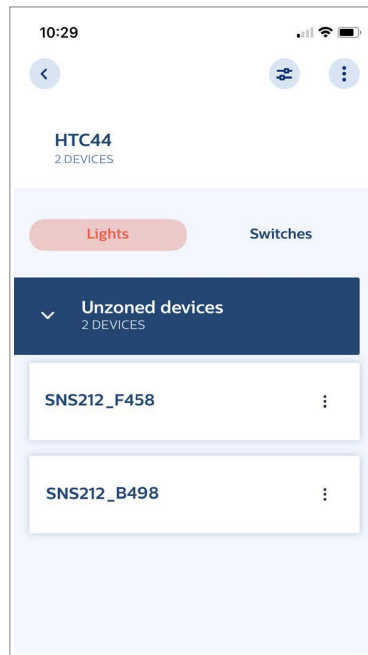 10:29
HTC44
2 DEVICES
Lights Switches
Unzoned devices
2 DEVICES
SNS212_F458
SNS212_B498